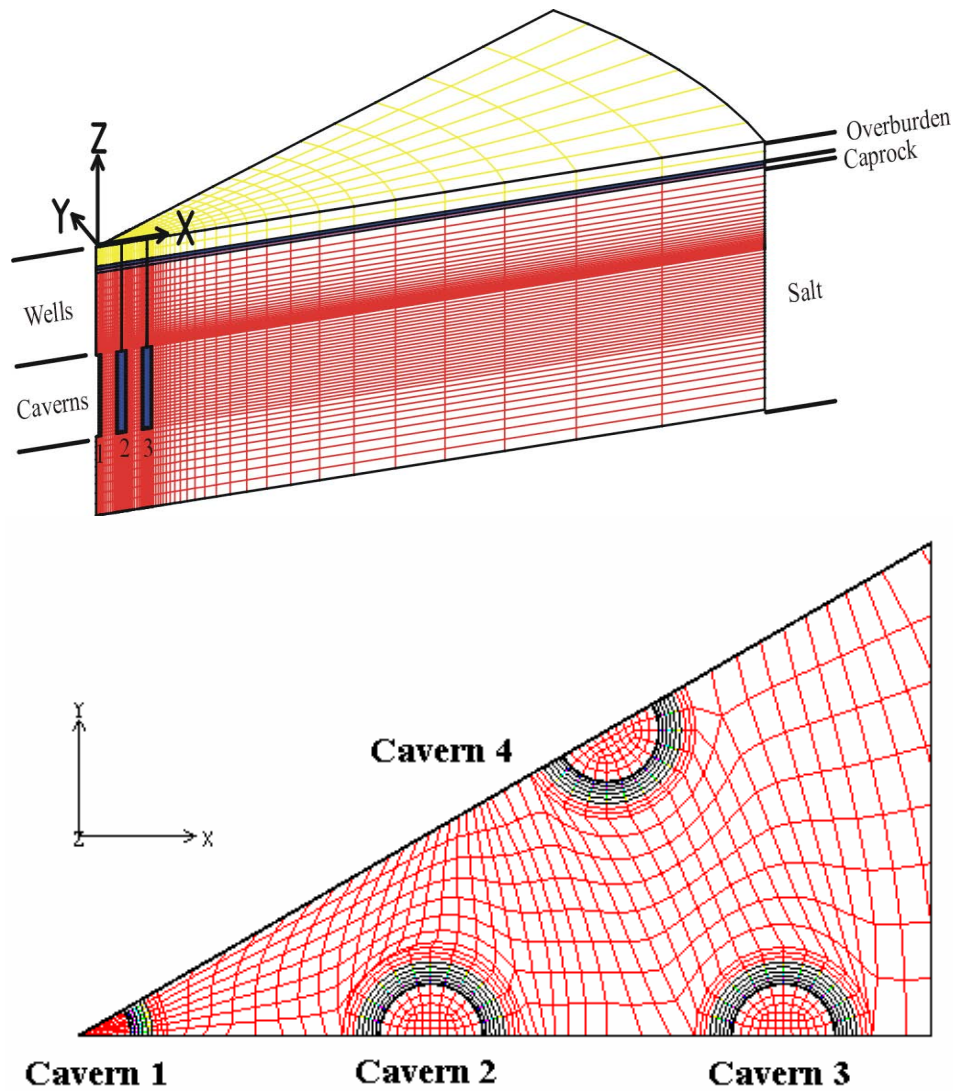 Z
Y
X
Overburden
Caprock
Wells
Salt
Caverns
1 2 3
Y
Cavern 4
Z X
Cavern 1 Cavern 2 Cavern 3